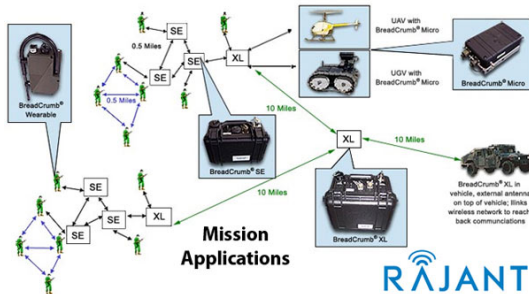 SE
0.5 Miles
SE
SE
XL
0.5 Miles
BreadCrumb® Wearable
UAV with
BreadCrumb® Micro
UGV with
BreadCrumb® Micro
BreadCrumb® Micro
10 Miles
BreadCrumb® SE
XL
10 Miles
10 Miles
SE
SE
SE
XL
BreadCrumb® XL in
vehicle, external antenna
on top of vehicle; llinks
wireless network to reach
back communciations
Mission
Applications
BreadCrumb® XL
RAJANT